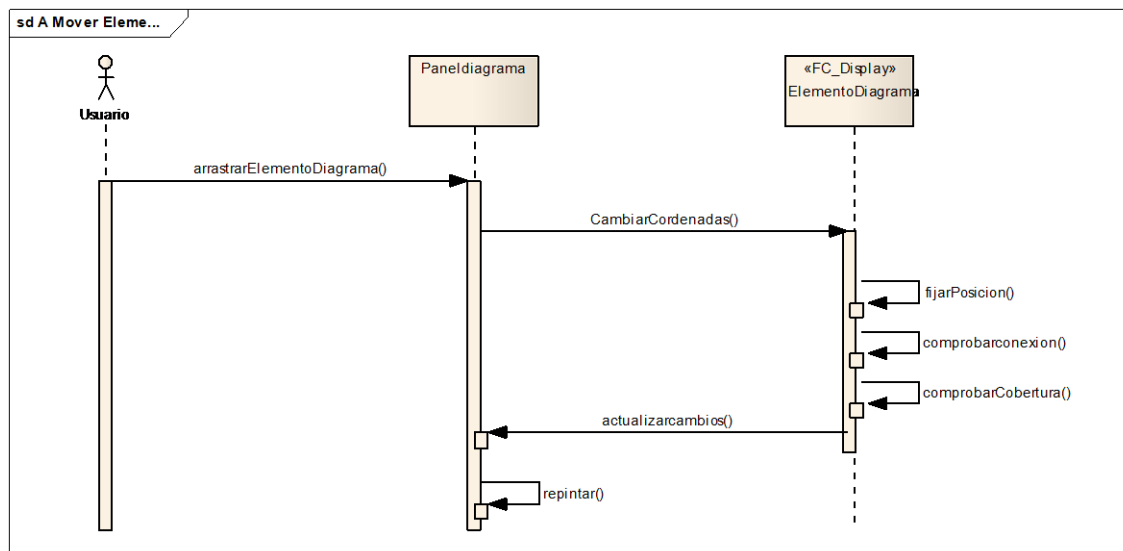 sd A Mover Eleme...
Usuario
Paneldiagrama
«FC_Display»
ElementoDiagrama
arrastrarElementoDiagrama()
CambiarCordenadas()
fijarPosicion()
comprobarconexion()
comprobarCobertura()
actualizarcambios()
repintar()